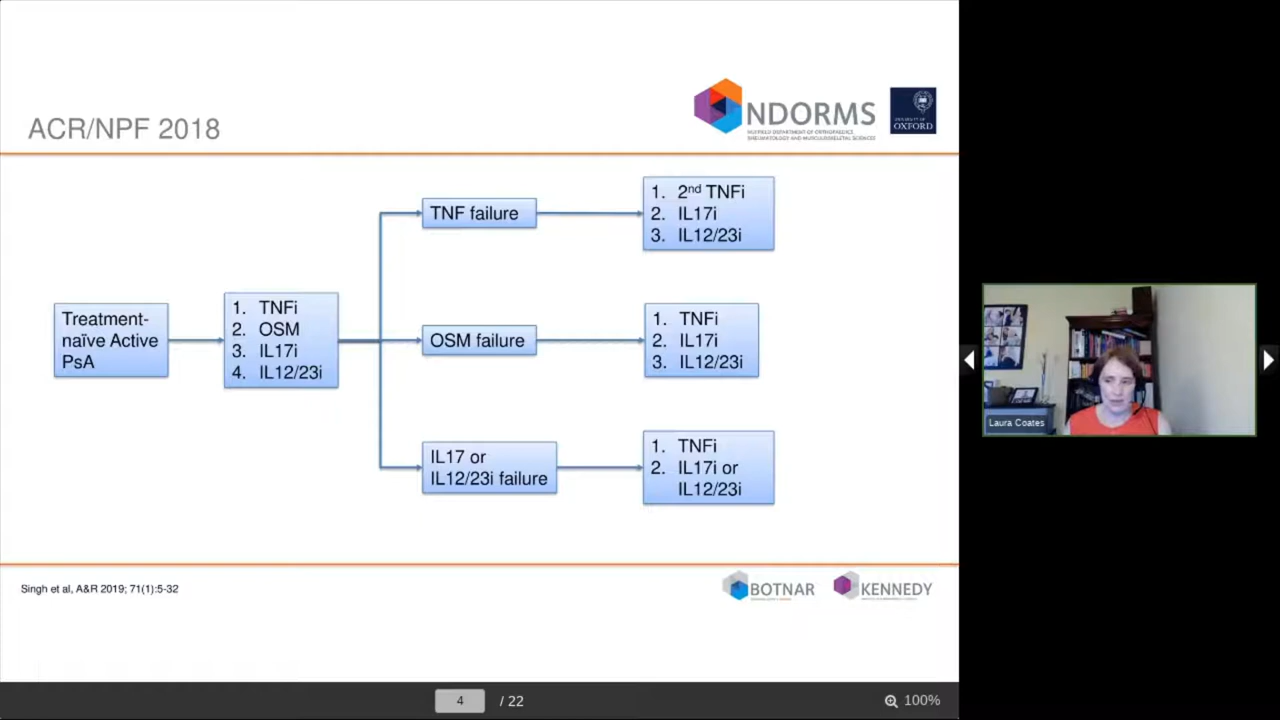 ACR/NPF 2018
NDORMS
NUFFIELD DEPARTMENT OF ORTHOPAEDICS
RHEUMATOLOGY AND MUSCULOSKELETAL SCIENCES
UNIVERSITY OF
OXFORD
Treatment-
naïve Active
PsA
1. TNFi
2. OSM
3. IL17i
4. IL12/23i
TNF failure
1. 2nd TNFi
2. IL17i
3. IL12/23i
OSM failure
1. TNFi
2. IL17i
3. IL12/23i
IL17 or
IL12/23i failure
1. TNFi
2. IL17i or
IL12/23i
Singh et al, A&R 2019; 71(1):5-32
BOTNAR
KENNEDY
Laura Coates
4 / 22
100%